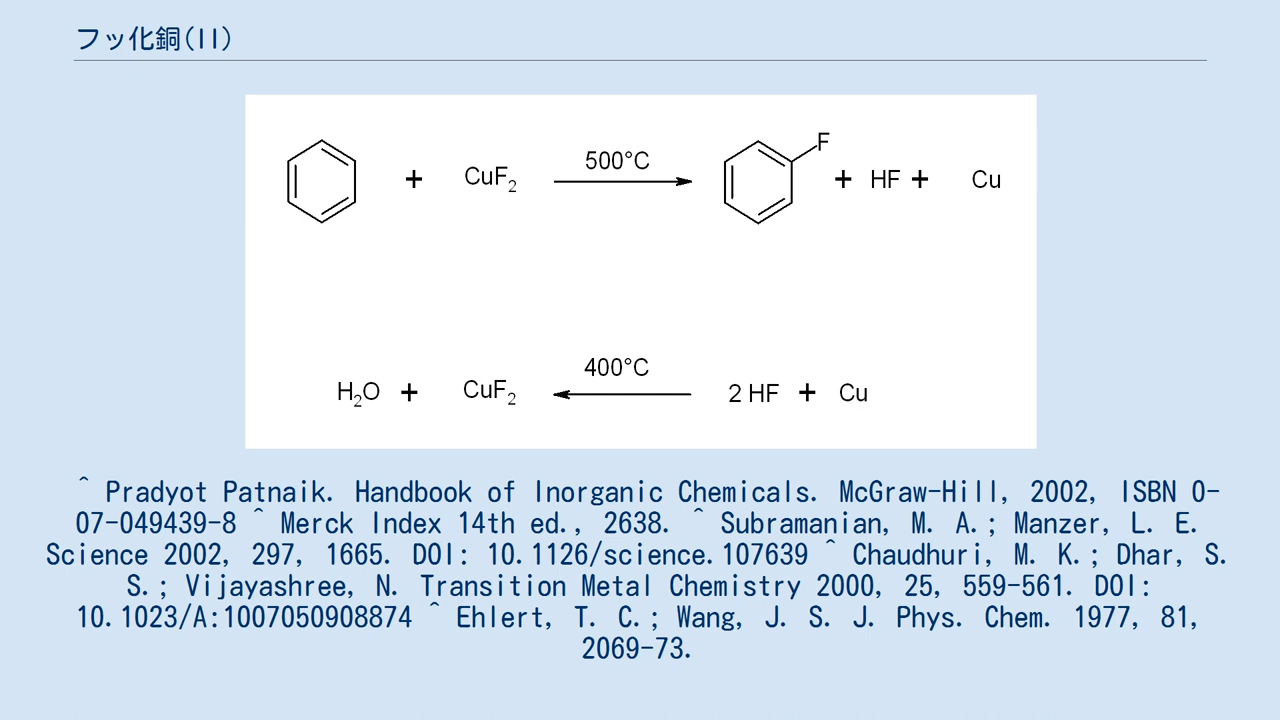 フッ化銅(II)
500°C
F
+ CuF₂ + HF + Cu
400°C
H₂O + CuF₂ 2 HF + Cu
^ Pradyot Patnaik. Handbook of Inorganic Chemicals. McGraw-Hill, 2002, ISBN 0-
07-049439-8 ^ Merck Index 14th ed., 2638. ^ Subramanian, M. A.; Manzer, L. E.
Science 2002, 297, 1665. DOI: 10.1126/science.107639 ^ Chaudhuri, M. K.; Dhar, S.
S.; Vijayashree, N. Transition Metal Chemistry 2000, 25, 559-561. DOI:
10.1023/A:1007050908874 ^ Ehlert, T. C.; Wang, J. S. J. Phys. Chem. 1977, 81,
2069-73.